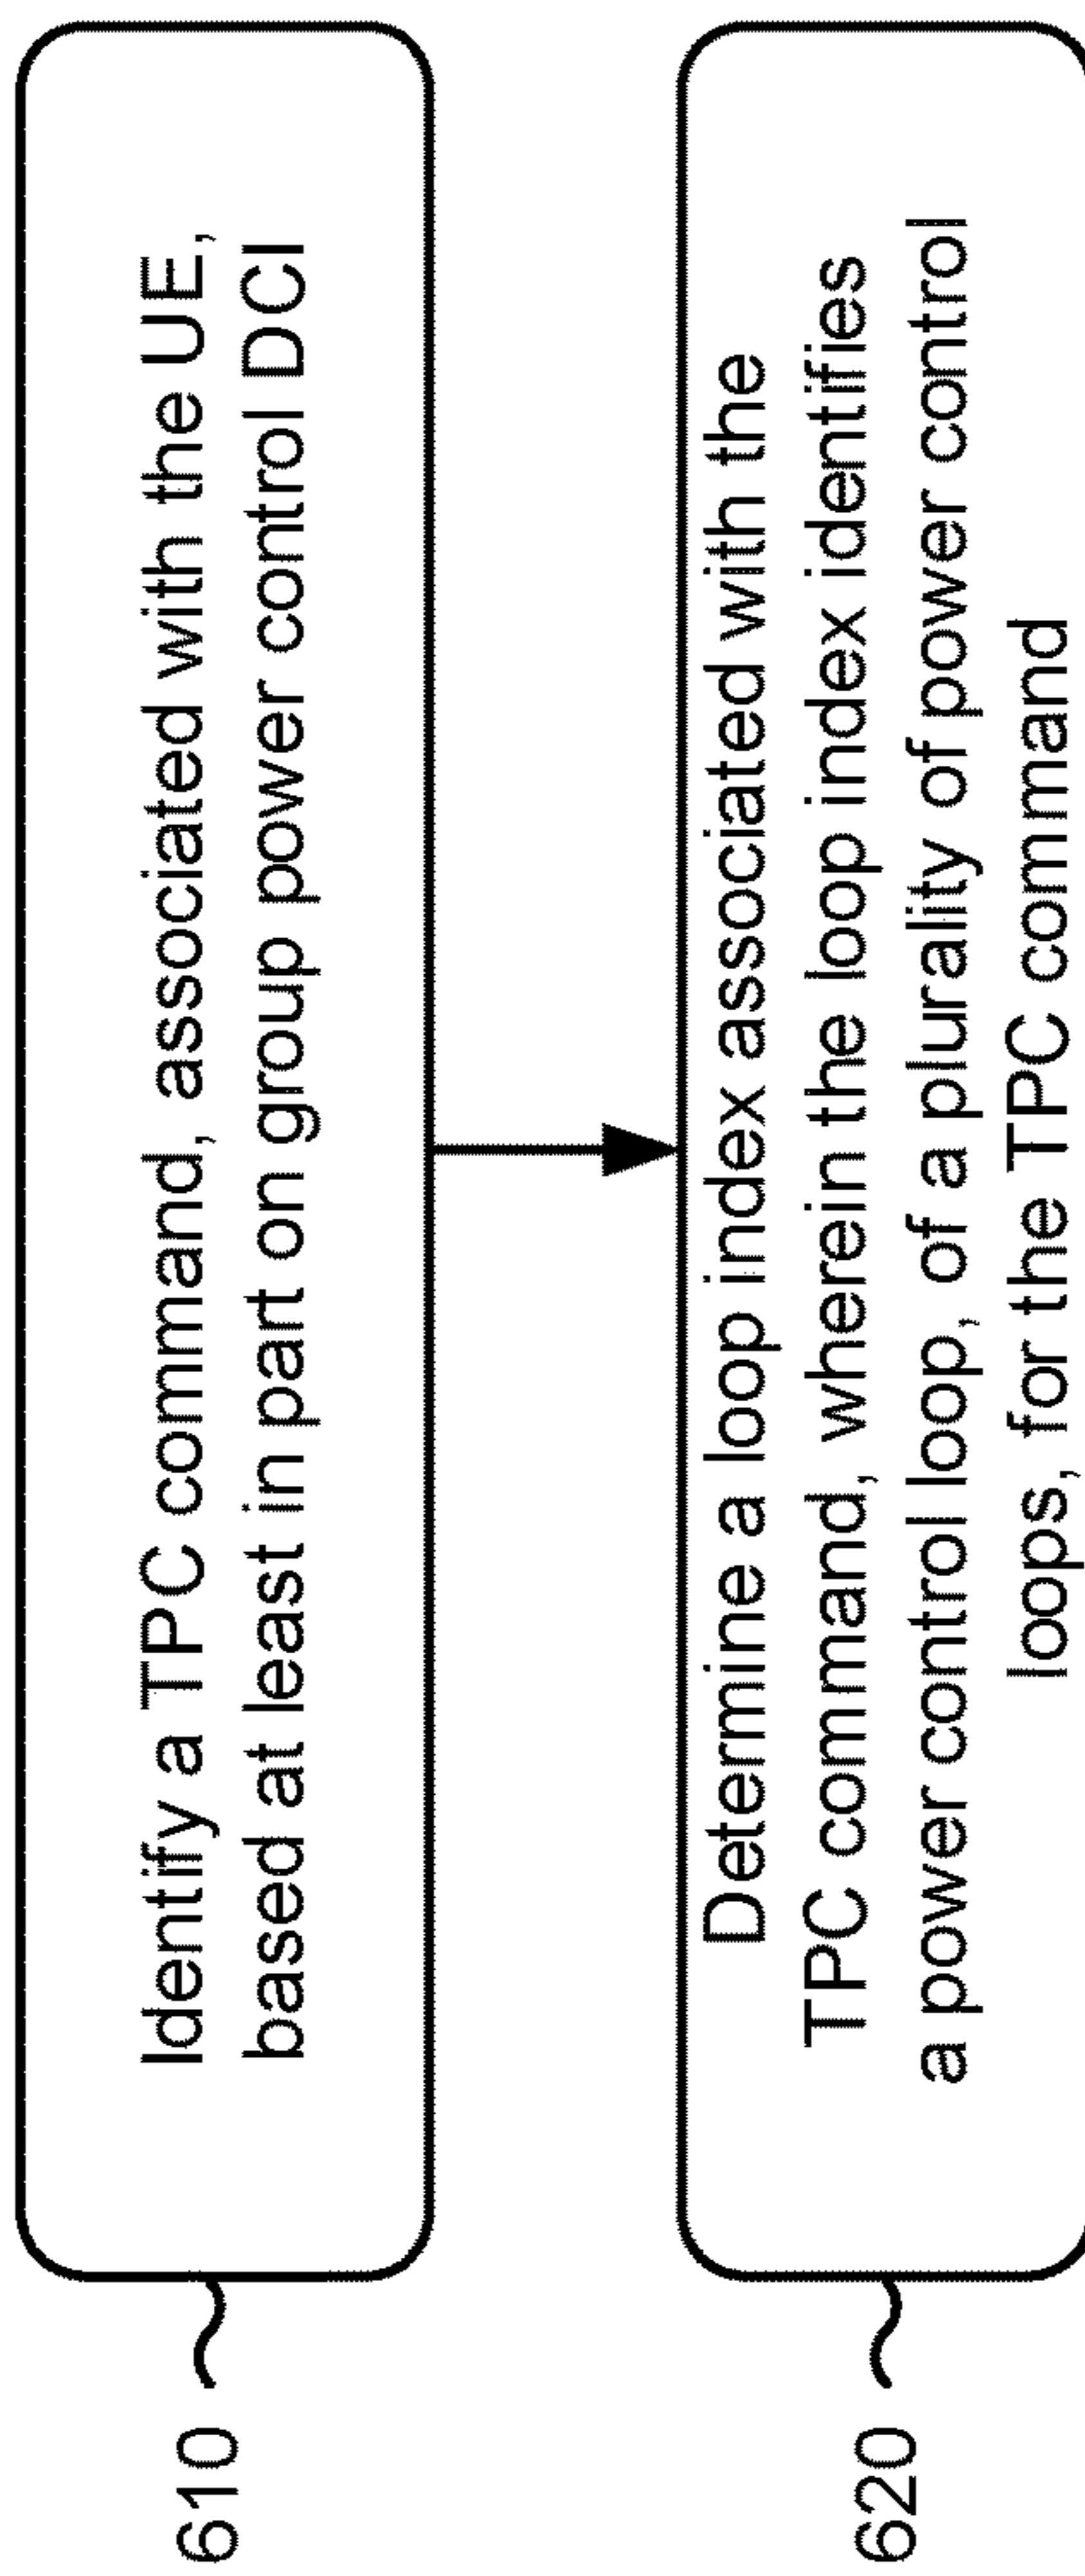 610
Identify a TPC command, associated with the UE,
based at least in part on group power control DCI
620
Determine a loop index associated with the
TPC command, wherein the loop index identifies
a power control loop, of a plurality of power control
loops, for the TPC command